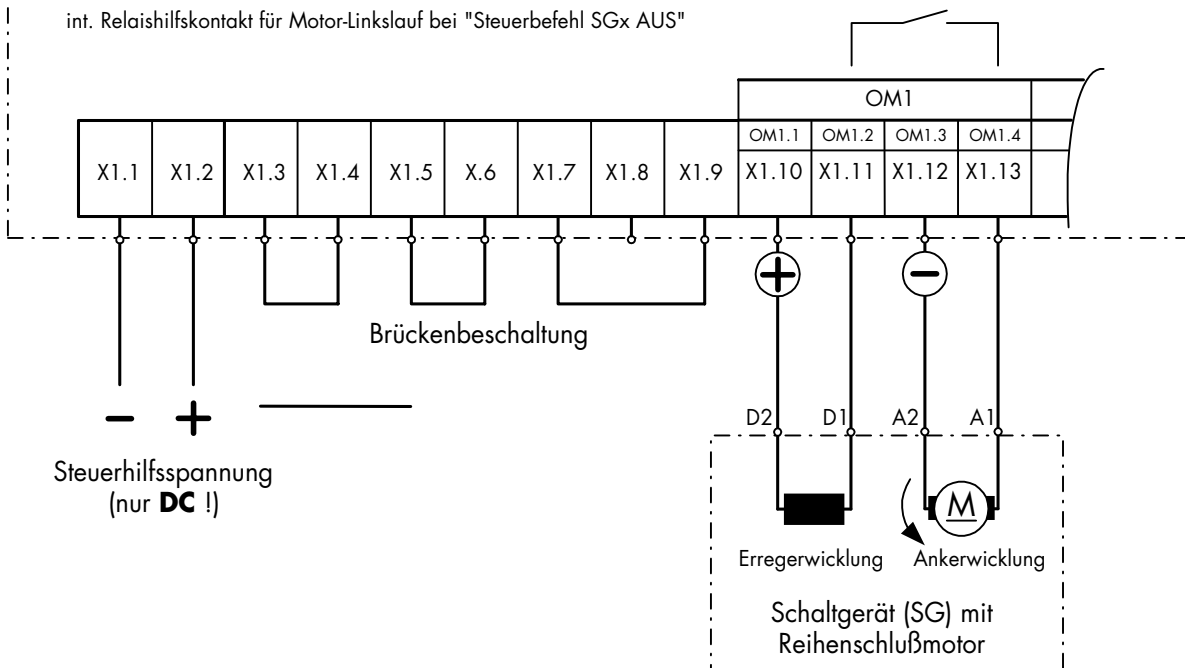 int. Relaishilfskontakt für Motor-Linkslauf bei "Steuerbefehl SGx AUS"
OM1
OM1.1 OM1.2 OM1.3 OM1.4
X1.1 X1.2 X1.3 X1.4 X1.5 X.6 X1.7 X1.8 X1.9 X1.10 X1.11 X1.12 X1.13
+ −
Brückenbeschaltung
− +
D2 D1 A2 A1
Steuerhilfsspannung
(nur DC !)
M
Erregerwicklung Ankerwicklung
Schaltgerät (SG) mit
Reihenschlußmotor